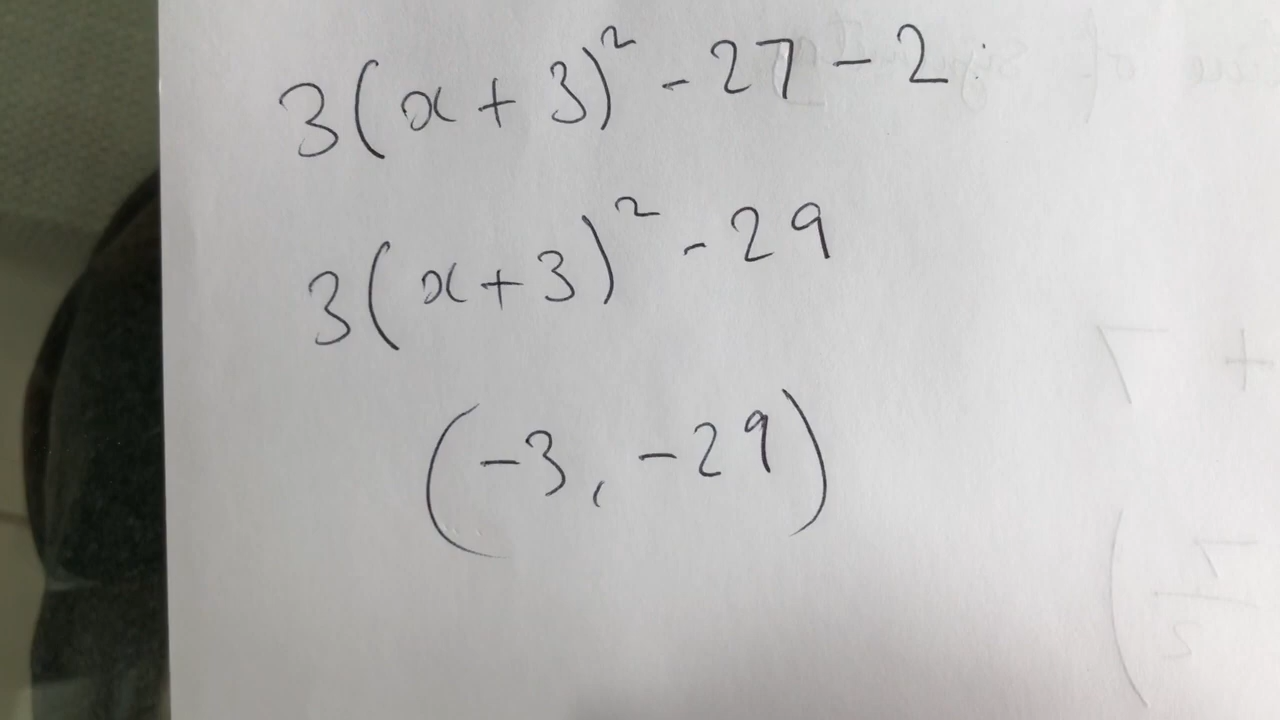 3(x+3)² - 27 - 2
3(x+3)² - 29
(-3, -29)